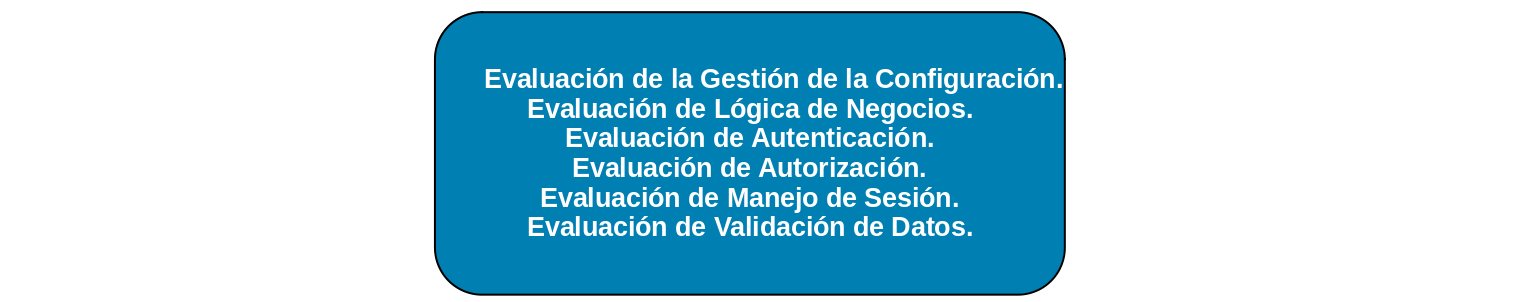 Evaluación de la Gestión de la Configuración.
Evaluación de Lógica de Negocios.
Evaluación de Autenticación.
Evaluación de Autorización.
Evaluación de Manejo de Sesión.
Evaluación de Validación de Datos.